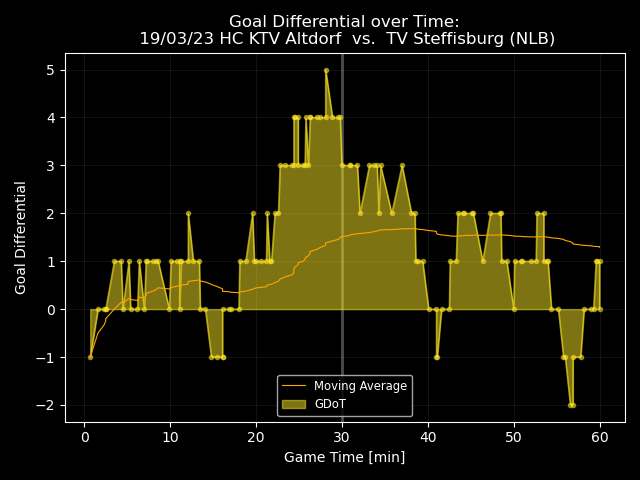 Goal Differential over Time:
19/03/23 HC KTV Altdorf  vs.  TV Steffisburg (NLB)
Goal Differential
5
4
3
2
1
0
−1
−2
Moving Average
GDoT
0 10 20 30 40 50 60
Game Time [min]